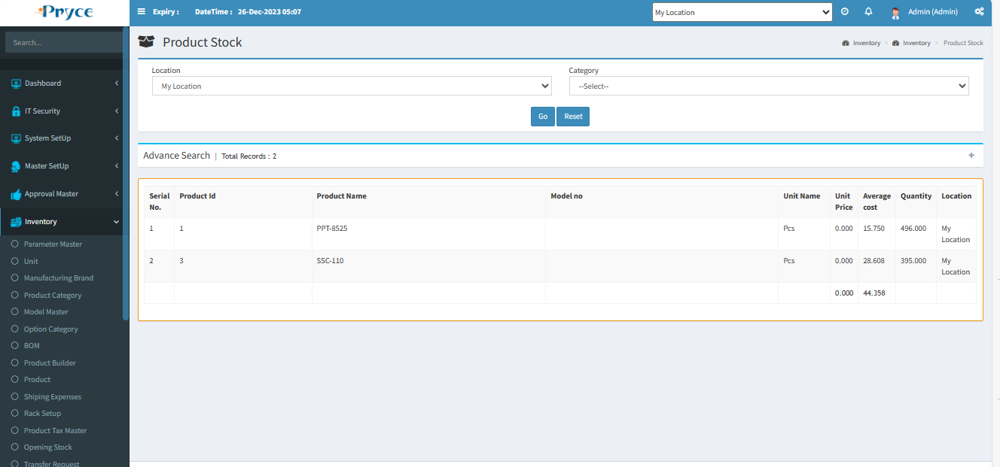 Pryce
Expiry : DateTime : 26-Dec-2023 05:07 My Location Admin (Admin)
Search...
Dashboard
IT Security
System SetUp
Master SetUp
Approval Master
Inventory
Parameter Master
Unit
Manufacturing Brand
Product Category
Model Master
Option Category
BOM
Product Builder
Product
Shiping Expenses
Rack Setup
Product Tax Master
Opening Stock
Transfer Request
Product Stock
Inventory > Inventory > Product Stock
Location Category
My Location --Select--
Go Reset
Advance Search | Total Records : 2 +
Serial No. Product Id Product Name Model no Unit Name Unit Price Average cost Quantity Location
1 1 PPT-8525 Pcs 0.000 15.750 496.000 My Location
2 3 SSC-110 Pcs 0.000 28.608 395.000 My Location
0.000 44.358